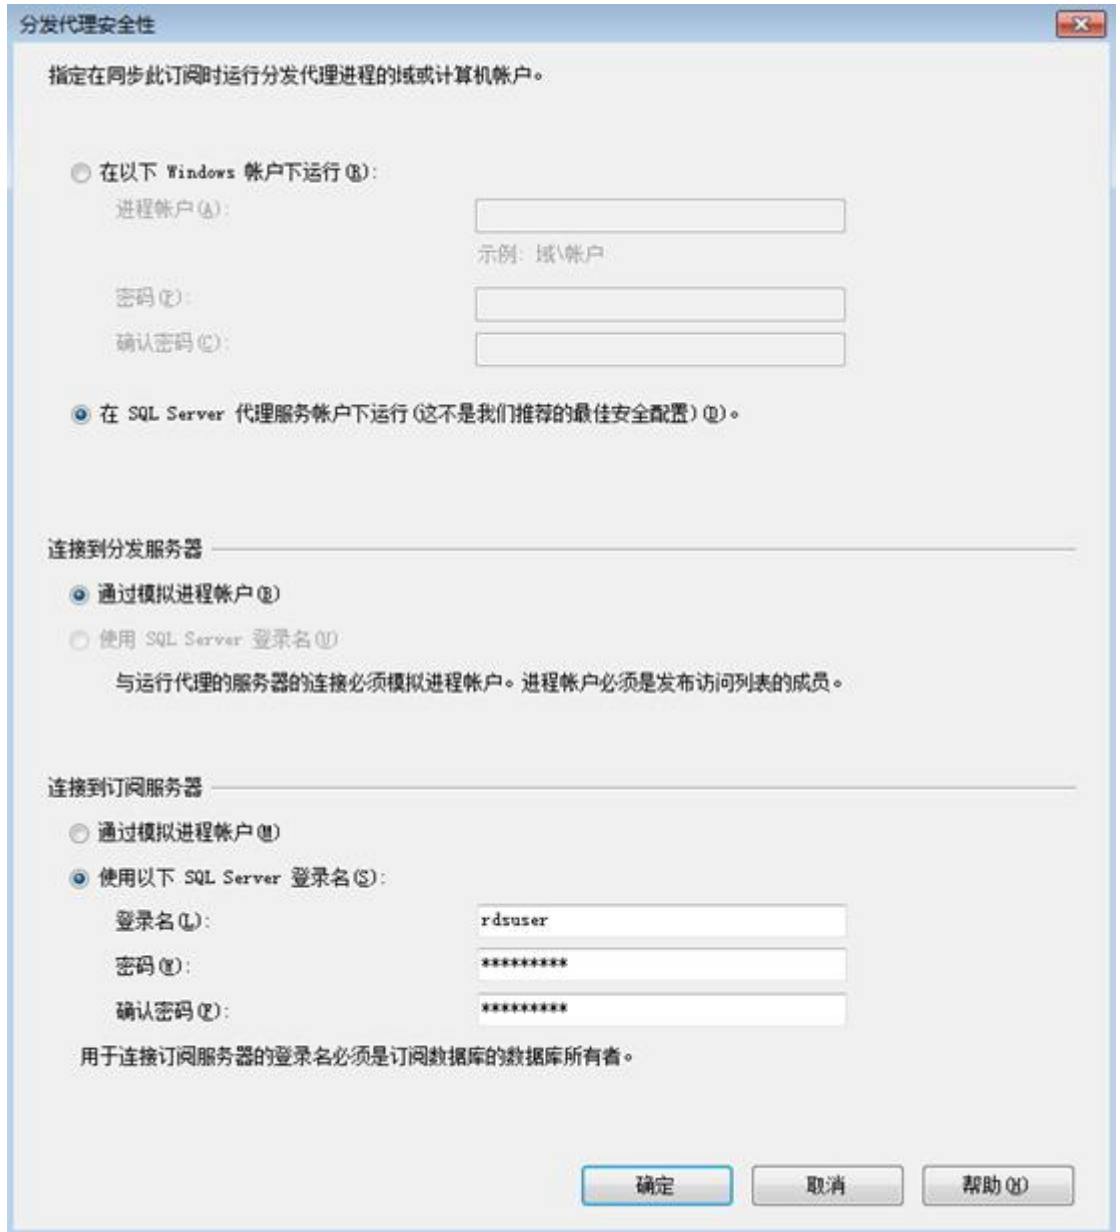 分发代理安全性
指定在同步此订阅时运行分发代理进程的域或计算机帐户。
在以下 Windows 帐户下运行(R):
进程帐户(A):
示例: 域\帐户
密码(P):
确认密码(C):
在 SQL Server 代理服务帐户下运行(这不是我们推荐的最佳安全配置)(D)。
连接到分发服务器
通过模拟进程帐户(B)
使用 SQL Server 登录名(U)
与运行代理的服务器的连接必须模拟进程帐户。进程帐户必须是发布访问列表的成员。
连接到订阅服务器
通过模拟进程帐户(M)
使用以下 SQL Server 登录名(S):
登录名(L): rdsuser
密码(W): *********
确认密码(F): *********
用于连接订阅服务器的登录名必须是订阅数据库的数据库所有者。
确定 取消 帮助(H)